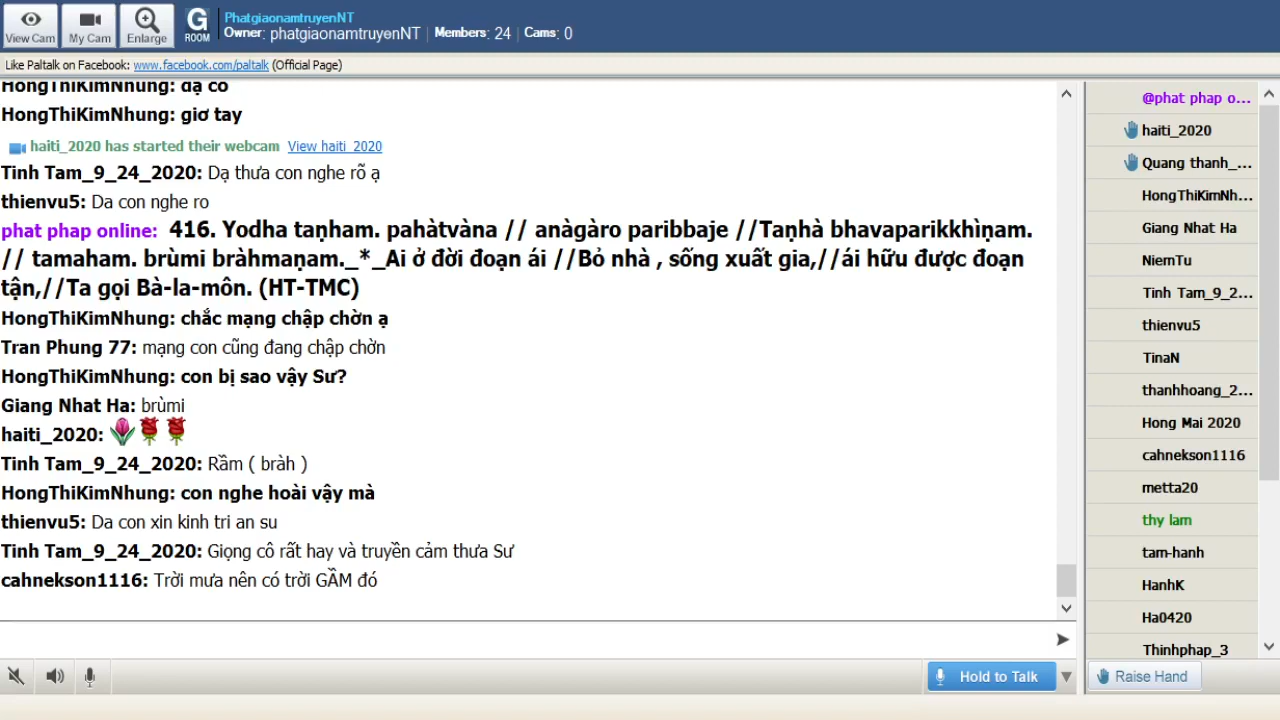 View Cam
My Cam
Enlarge
G
ROOM
PhatgiaonamtruyenNT
Owner: phatgiaonamtruyenNT | Members: 24 | Cams: 0
Like Paltalk on Facebook: www.facebook.com/paltalk (Official Page)
HongThiKimNhung: dạ có
HongThiKimNhung: giơ tay
haiti_2020 has started their webcam View haiti_2020
Tinh Tam_9_24_2020: Dạ thưa con nghe rõ ạ
thienvu5: Da con nghe ro
phat phap online: 416. Yodha taṇham. pahàtvàna // anàgàro paribbaje //Taṇhà bhavaparikkhìṇam.
// tamaham. brùmi bràhmaṇam._*_Ai ở đời đoạn ái //Bỏ nhà , sống xuất gia,//ái hữu được đoạn
tận,//Ta gọi Bà-la-môn. (HT-TMC)
HongThiKimNhung: chắc mạng chập chờn ạ
Tran Phung 77: mạng con cũng đang chập chờn
HongThiKimNhung: con bị sao vậy Sư?
Giang Nhat Ha: brùmi
haiti_2020:
Tinh Tam_9_24_2020: Rầm ( bràh )
HongThiKimNhung: con nghe hoài vậy mà
thienvu5: Da con xin kinh tri an su
Tinh Tam_9_24_2020: Giọng cô rất hay và truyền cảm thưa Sư
cahnekson1116: Trời mưa nên có trời GẦM đó
Hold to Talk
@phat phap o...
haiti_2020
Quang thanh_...
HongThiKimNh...
Giang Nhat Ha
NiemTu
Tinh Tam_9_2...
thienvu5
TinaN
thanhhoang_2...
Hong Mai 2020
cahnekson1116
metta20
thy lam
tam-hanh
HanhK
Ha0420
Thinhphap_3
Raise Hand